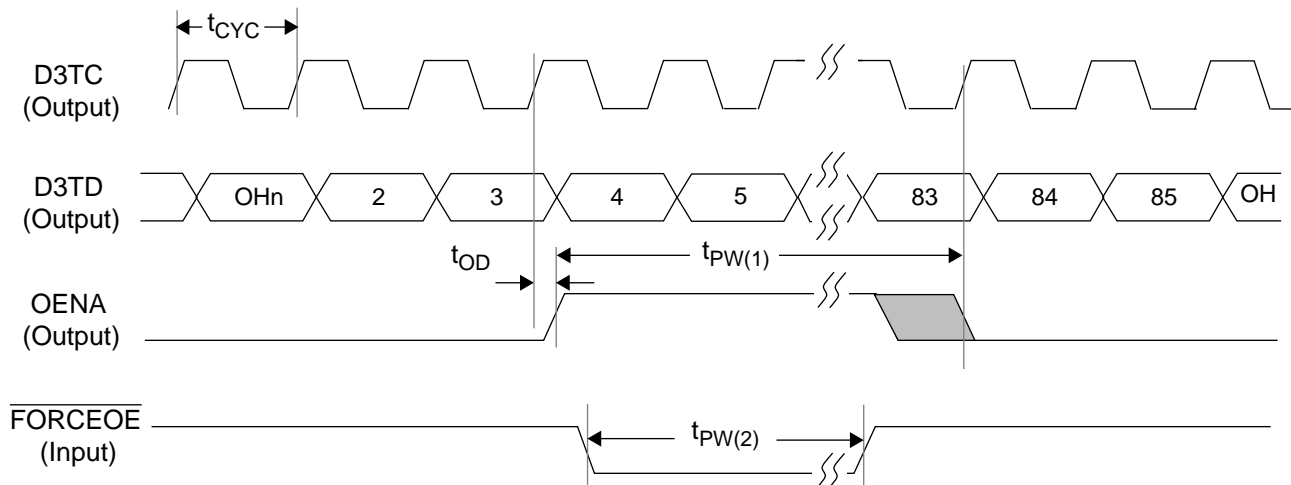 tCYC
D3TC
(Output)
D3TD
(Output)
OHn
2
3
4
5
83
84
85
OH
tOD
tPW(1)
OENA
(Output)
FORCEOE
(Input)
tPW(2)